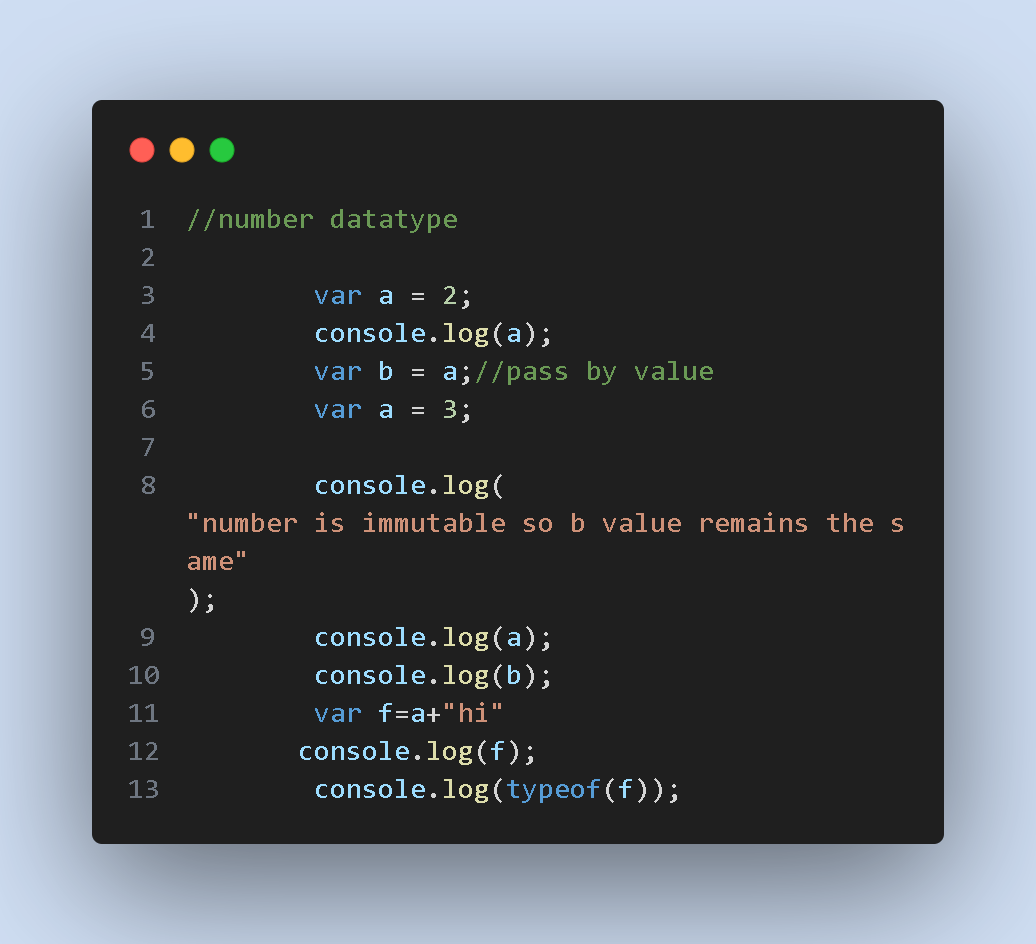 1 //number datatype
2
3 var a = 2;
4 console.log(a);
5 var b = a;//pass by value
6 var a = 3;
7
8 console.log(
"number is immutable so b value remains the s
ame"
);
9 console.log(a);
10 console.log(b);
11 var f=a+"hi"
12 console.log(f);
13 console.log(typeof(f));